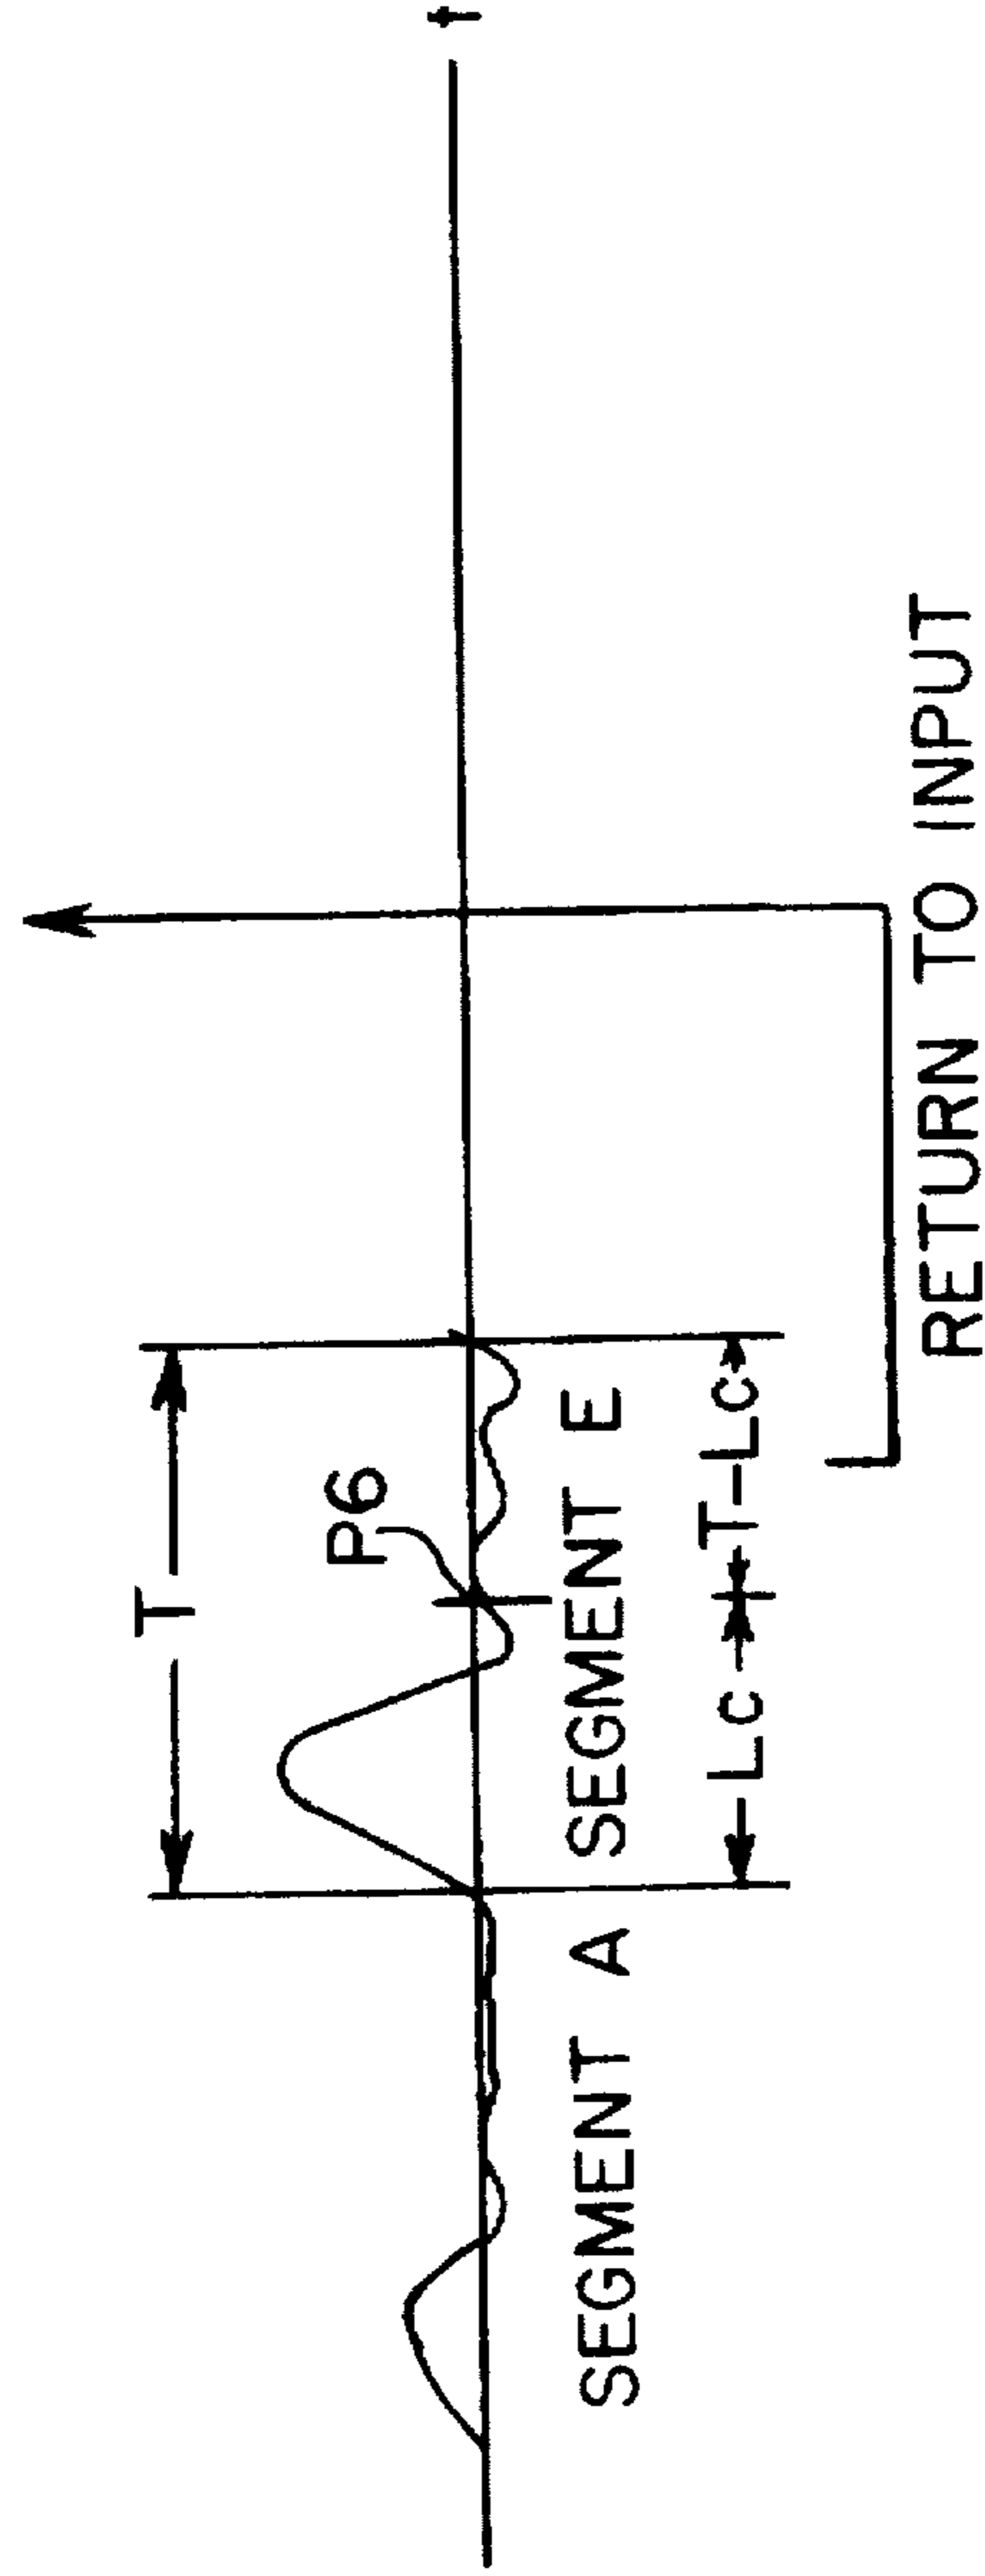 T
P6
t
SEGMENT A
SEGMENT E
Lc
T-Lc
RETURN TO INPUT